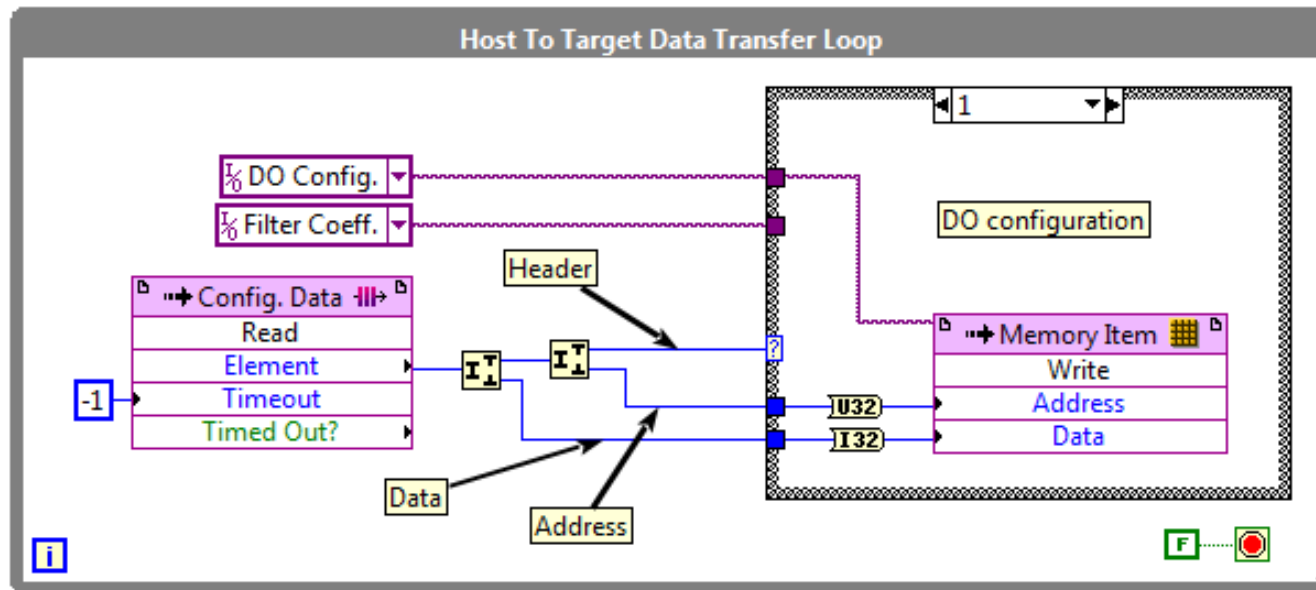 Host To Target Data Transfer Loop
1
I/O DO Config.
I/O Filter Coeff.
DO configuration
Header
Config. Data
Read
Element
Timeout
Timed Out?
-1
?
Memory Item
Write
Address
Data
U32
I32
Data
Address
i
F